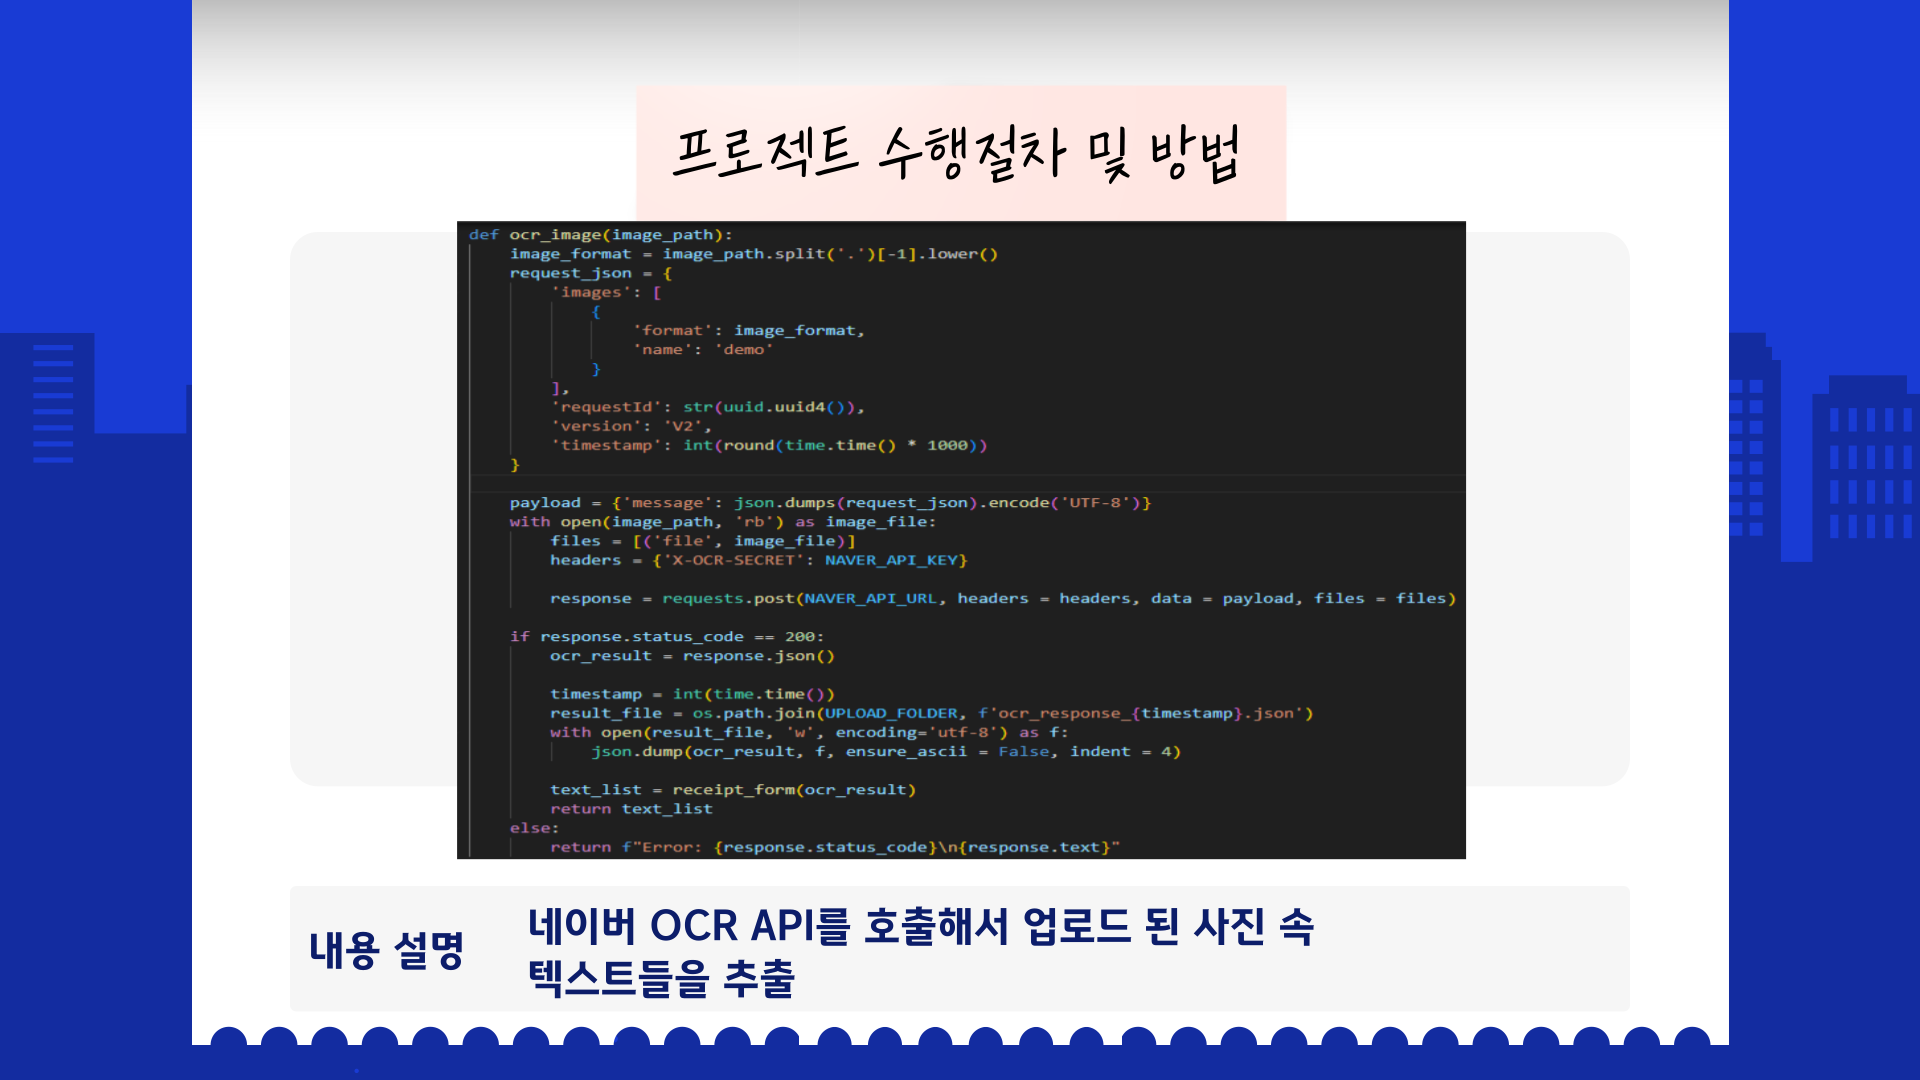 프로젝트 수행절차 및 방법
def ocr_image(image_path):
    image_format = image_path.split('.')[-1].lower()
    request_json = {
        'images': [
            {
                'format': image_format,
                'name': 'demo'
            }
        ],
        'requestId': str(uuid.uuid4()),
        'version': 'V2',
        'timestamp': int(round(time.time() * 1000))
    }
    payload = {'message': json.dumps(request_json).encode('UTF-8')}
    with open(image_path, 'rb') as image_file:
        files = [('file', image_file)]
        headers = {'X-OCR-SECRET': NAVER_API_KEY}
        response = requests.post(NAVER_API_URL, headers = headers, data = payload, files = files)
    if response.status_code == 200:
        ocr_result = response.json()
        timestamp = int(time.time())
        result_file = os.path.join(UPLOAD_FOLDER, f'ocr_response_{timestamp}.json')
        with open(result_file, 'w', encoding='utf-8') as f:
            json.dump(ocr_result, f, ensure_ascii = False, indent = 4)
        text_list = receipt_form(ocr_result)
        return text_list
    else:
        return f"Error: {response.status_code}\n{response.text}"
내용 설명
네이버 OCR API를 호출해서 업로드 된 사진 속
텍스트들을 추출